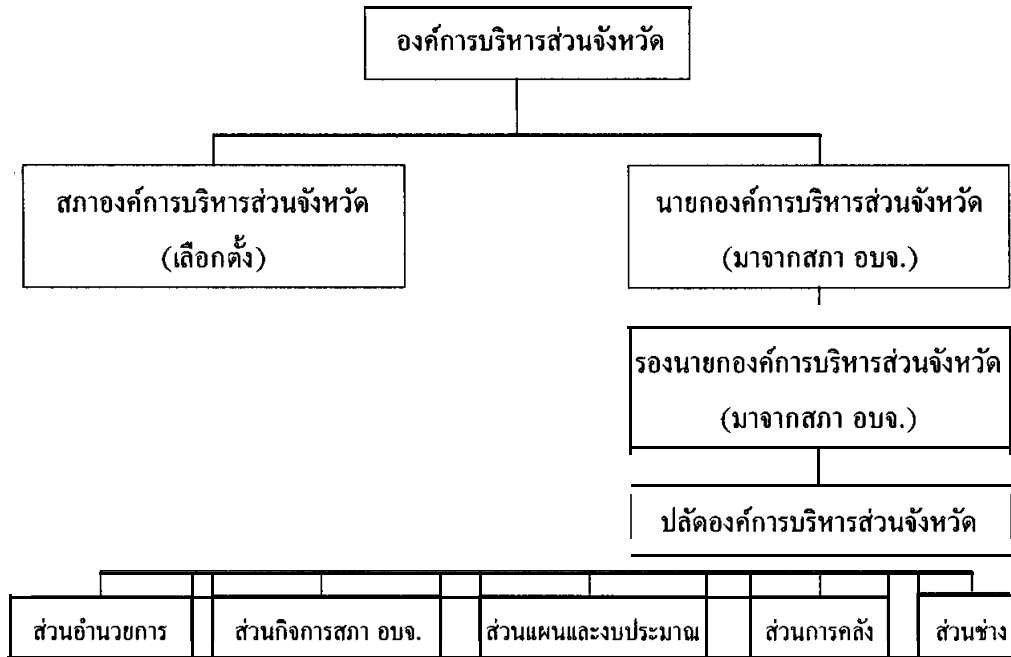 องค์การบริหารส่วนจังหวัด
สภาองค์การบริหารส่วนจังหวัด
(เลือกตั้ง)
นายกองค์การบริหารส่วนจังหวัด
(มาจากสภา อบจ.)
รองนายกองค์การบริหารส่วนจังหวัด
(มาจากสภา อบจ.)
ปลัดองค์การบริหารส่วนจังหวัด
ส่วนอำนวยการ
ส่วนกิจการสภา อบจ.
ส่วนแผนและงบประมาณ
ส่วนการคลัง
ส่วนช่าง